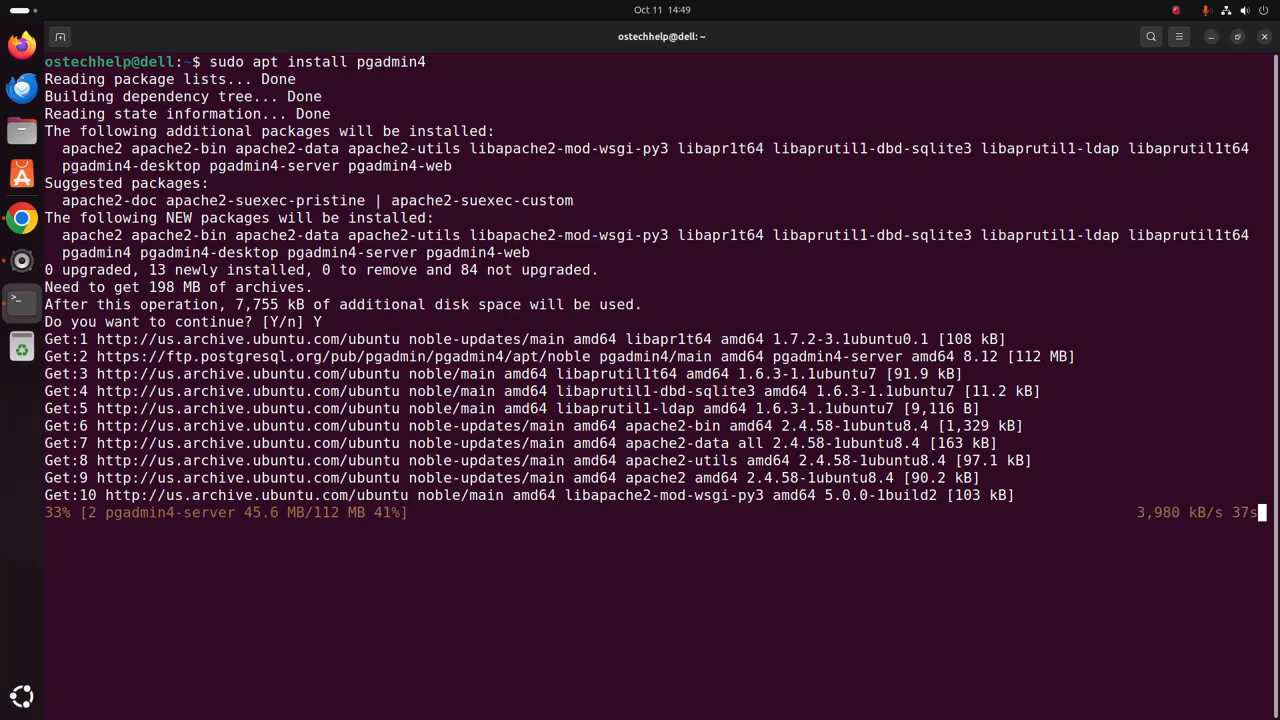 Oct 11 14:49
ostechhelp@dell: ~
ostechhelp@dell:~$ sudo apt install pgadmin4
Reading package lists... Done
Building dependency tree... Done
Reading state information... Done
The following additional packages will be installed:
apache2 apache2-bin apache2-data apache2-utils libapache2-mod-wsgi-py3 libapr1t64 libaprutil1-dbd-sqlite3 libaprutil1-ldap libaprutil1t64
pgadmin4-desktop pgadmin4-server pgadmin4-web
Suggested packages:
apache2-doc apache2-suexec-pristine | apache2-suexec-custom
The following NEW packages will be installed:
apache2 apache2-bin apache2-data apache2-utils libapache2-mod-wsgi-py3 libapr1t64 libaprutil1-dbd-sqlite3 libaprutil1-ldap libaprutil1t64
pgadmin4 pgadmin4-desktop pgadmin4-server pgadmin4-web
0 upgraded, 13 newly installed, 0 to remove and 84 not upgraded.
Need to get 198 MB of archives.
After this operation, 7,755 kB of additional disk space will be used.
Do you want to continue? [Y/n] Y
Get:1 http://us.archive.ubuntu.com/ubuntu noble-updates/main amd64 libapr1t64 amd64 1.7.2-3.1ubuntu0.1 [108 kB]
Get:2 https://ftp.postgresql.org/pub/pgadmin/pgadmin4/apt/noble pgadmin4/main amd64 pgadmin4-server amd64 8.12 [112 MB]
Get:3 http://us.archive.ubuntu.com/ubuntu noble/main amd64 libaprutil1t64 amd64 1.6.3-1.1ubuntu7 [91.9 kB]
Get:4 http://us.archive.ubuntu.com/ubuntu noble/main amd64 libaprutil1-dbd-sqlite3 amd64 1.6.3-1.1ubuntu7 [11.2 kB]
Get:5 http://us.archive.ubuntu.com/ubuntu noble/main amd64 libaprutil1-ldap amd64 1.6.3-1.1ubuntu7 [9,116 B]
Get:6 http://us.archive.ubuntu.com/ubuntu noble-updates/main amd64 apache2-bin amd64 2.4.58-1ubuntu8.4 [1,329 kB]
Get:7 http://us.archive.ubuntu.com/ubuntu noble-updates/main amd64 apache2-data all 2.4.58-1ubuntu8.4 [163 kB]
Get:8 http://us.archive.ubuntu.com/ubuntu noble-updates/main amd64 apache2-utils amd64 2.4.58-1ubuntu8.4 [97.1 kB]
Get:9 http://us.archive.ubuntu.com/ubuntu noble-updates/main amd64 apache2 amd64 2.4.58-1ubuntu8.4 [90.2 kB]
Get:10 http://us.archive.ubuntu.com/ubuntu noble/main amd64 libapache2-mod-wsgi-py3 amd64 5.0.0-1build2 [103 kB]
33% [2 pgadmin4-server 45.6 MB/112 MB 41%] 3,980 kB/s 37s